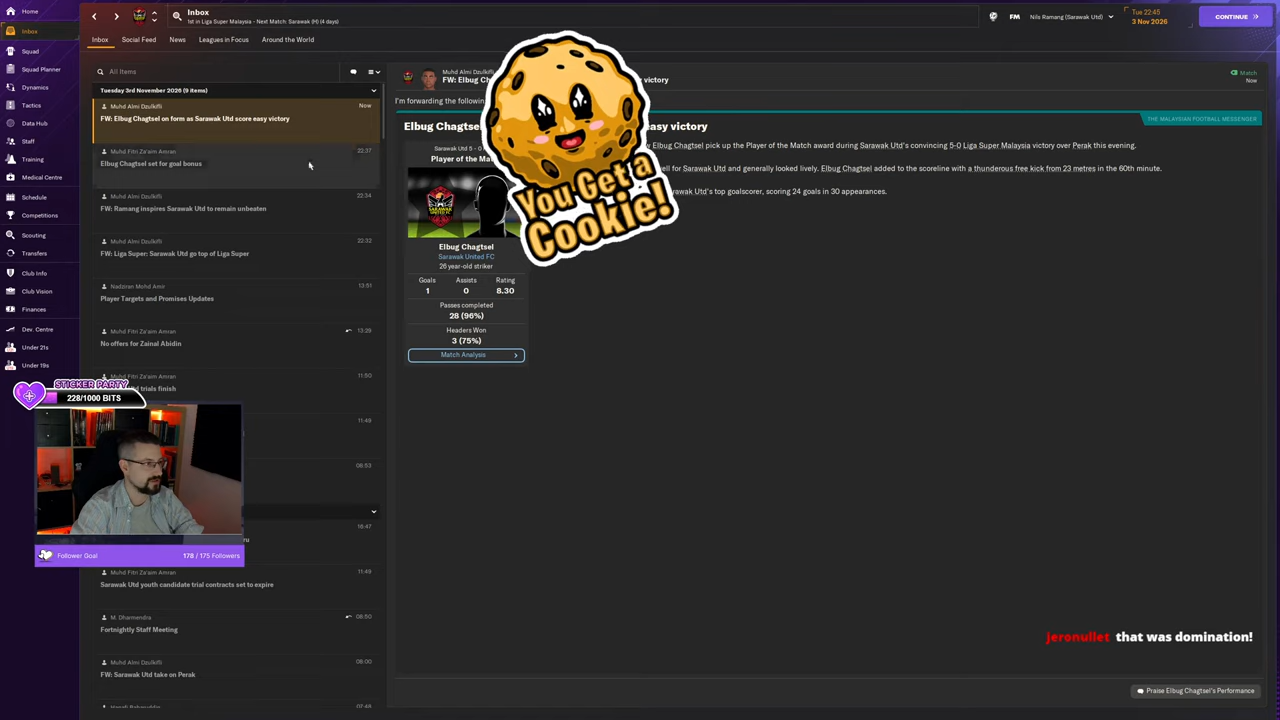 Home
Inbox
Squad
Squad Planner
Dynamics
Tactics
Data Hub
Staff
Training
Medical Centre
Schedule
Competitions
Scouting
Transfers
Club Info
Club Vision
Finances
Dev. Centre
Under 21s
Under 19s
Inbox
1st in Liga Super Malaysia - Next Match: Sarawak (H) (4 days)
FM
Nils Ramang (Sarawak Utd)
Tue 22:45
3 Nov 2026
CONTINUE
Inbox
Social Feed
News
Leagues in Focus
Around the World
All Items
Tuesday 3rd November 2026 (9 items)
Muhd Almi Dzulkifli
Now
FW: Elbug Chagtsel on form as Sarawak Utd score easy victory
Muhd Fitri Za'aim Amran
22:37
Elbug Chagtsel set for goal bonus
Muhd Almi Dzulkifli
22:34
FW: Ramang inspires Sarawak Utd to remain unbeaten
Muhd Almi Dzulkifli
22:32
FW: Liga Super: Sarawak Utd go top of Liga Super
Nadziran Mohd Amir
13:51
Player Targets and Promises Updates
Muhd Fitri Za'aim Amran
13:29
No offers for Zainal Abidin
Muhd Fitri Za'aim Amran
11:50
trials finish
11:49
08:53
16:47
Muhd Fitri Za'aim Amran
11:49
Sarawak Utd youth candidate trial contracts set to expire
M. Dharmendra
08:50
Fortnightly Staff Meeting
Muhd Almi Dzulkifli
08:00
FW: Sarawak Utd take on Perak
Muhd Almi Dzulkifli
FW: Elbug victory
Match
Now
I'm forwarding the
THE MALAYSIAN FOOTBALL MESSENGER
Elbug Chagtsel easy victory
Sarawak Utd 5 - 0
Player of the
Elbug Chagtsel pick up the Player of the Match award during Sarawak Utd's convincing 5-0 Liga Super Malaysia victory over Perak this evening.
for Sarawak Utd and generally looked lively. Elbug Chagtsel added to the scoreline with a thunderous free kick from 23 metres in the 60th minute.
Utd's top goalscorer, scoring 24 goals in 30 appearances.
SARAWAK
UNITED FC
Elbug Chagtsel
Sarawak United FC
26 year-old striker
Goals
Assists
Rating
1
0
8.30
Passes completed
28 (96%)
Headers Won
3 (75%)
Match Analysis
You Get a
Cookie!
STICKER PARTY
228/1000 BITS
Follower Goal
178 / 175 Followers
jeronullet that was domination!
Praise Elbug Chagtsel's Performance